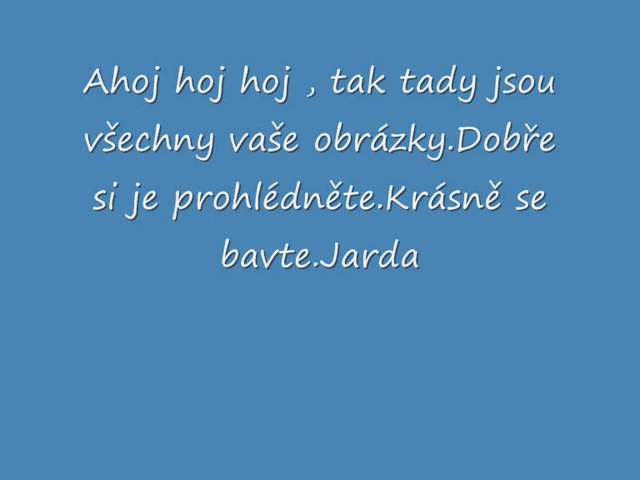 Ahoj hoj hoj , tak tady jsou
všechny vaše obrázky.Dobře
si je prohlédněte.Krásně se
bavte.Jarda